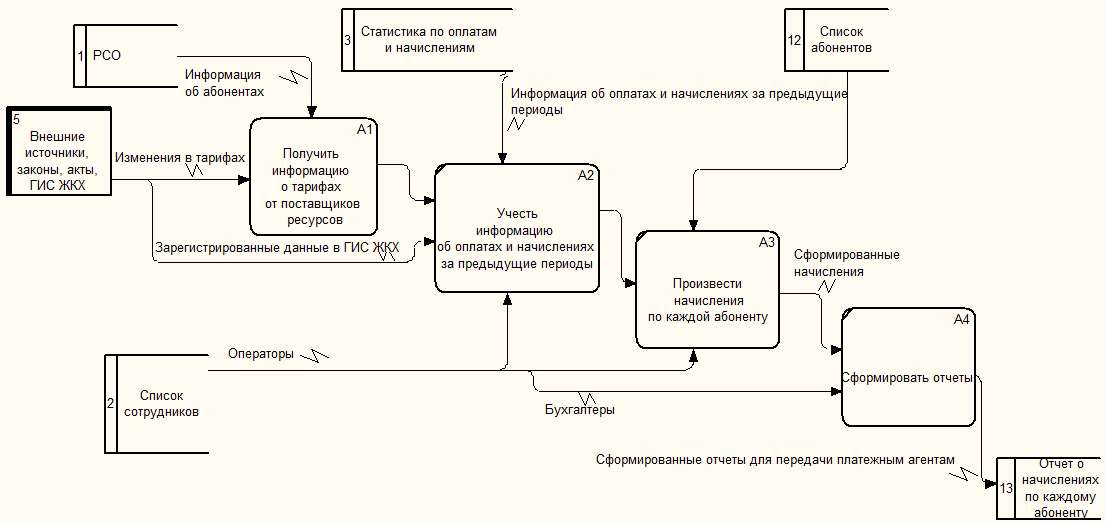 1
РСО
3
Статистика по оплатам
и начислениям
12
Список
абонентов
Информация
об абонентах
Информация об оплатах и начислениях за предыдущие
периоды
5
Внешние
источники,
законы, акты,
ГИС ЖКХ
Изменения в тарифах
A1
Получить
информацию
о тарифах
от поставщиков
ресурсов
A2
Учесть
информацию
об оплатах и начислениях
за предыдущие периоды
Зарегистрированные данные в ГИС ЖКХ
A3
Произвести
начисления
по каждой абоненту
Сформированные
начисления
A4
Сформировать отчеты
Операторы
2
Список
сотрудников
Бухгалтеры
Сформированные отчеты для передачи платежным агентам
13
Отчет о
начислениях
по каждому
абоненту